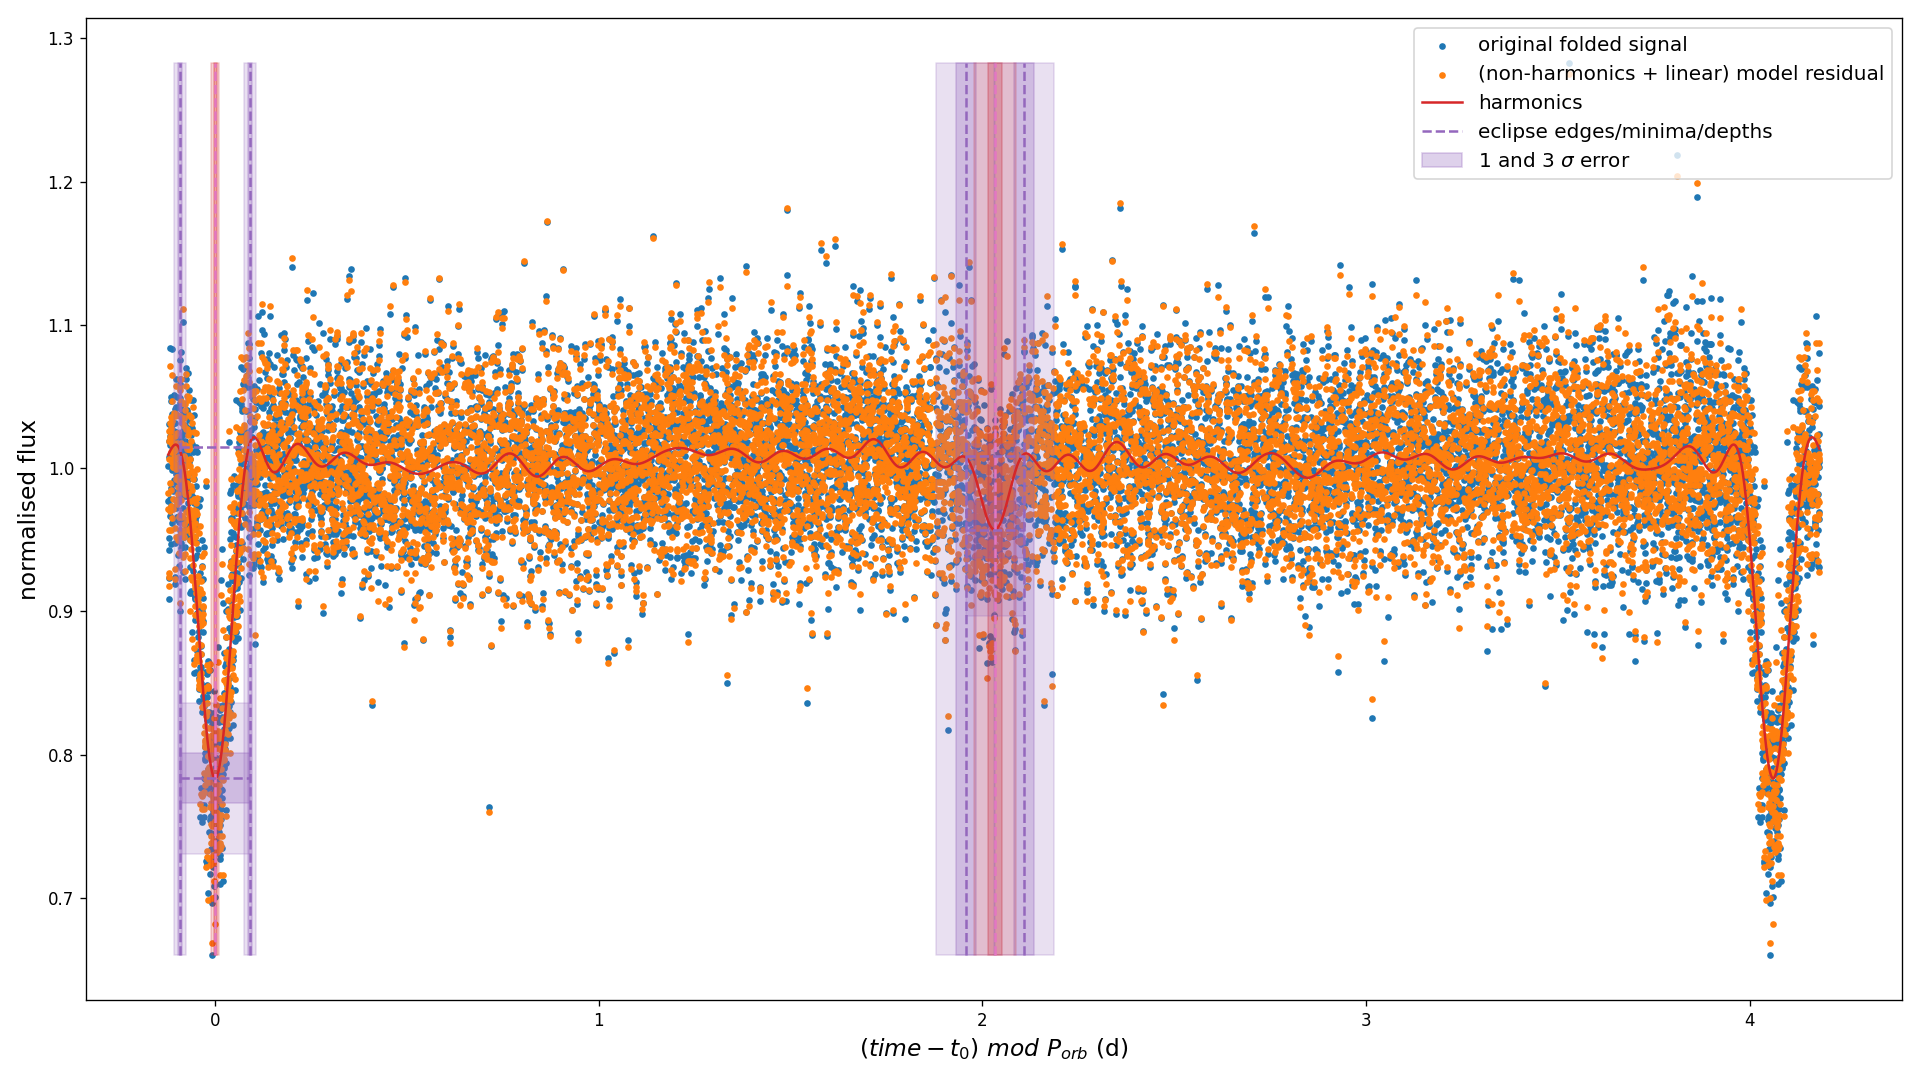 1.3
1.2
1.1
1.0
0.9
0.8
0.7
normalised flux
original folded signal
(non-harmonics + linear) model residual
harmonics
eclipse edges/minima/depths
1 and 3 σ error
0 1 2 3 4
(time − t₀) mod Pₒᵣ₆ (d)